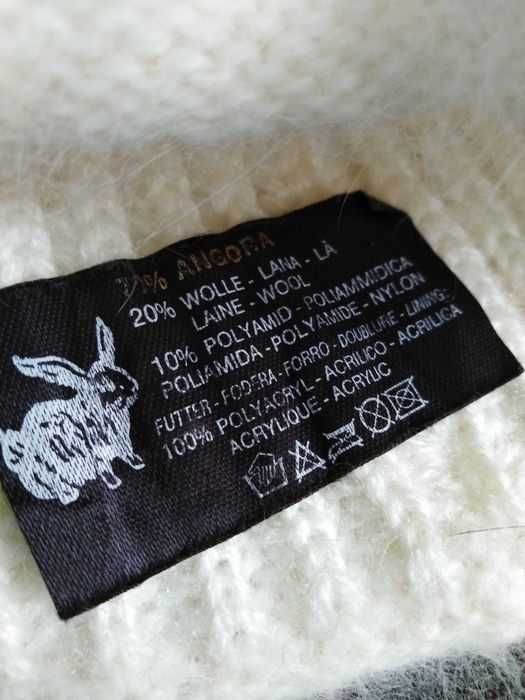 % ANGORA
20% WOLLE - LANA - LÀ
LAINE - WOOL
10% POLYAMID - POLIAMMIDICA
POLIAMIDA - POLYAMIDE - NYLON
FUTTER - FODERA - FORRO - DOUBLURE - LINING:
100% POLYACRYL - ACRILICO - ACRILICA
ACRYLIQUE - ACRYLIC